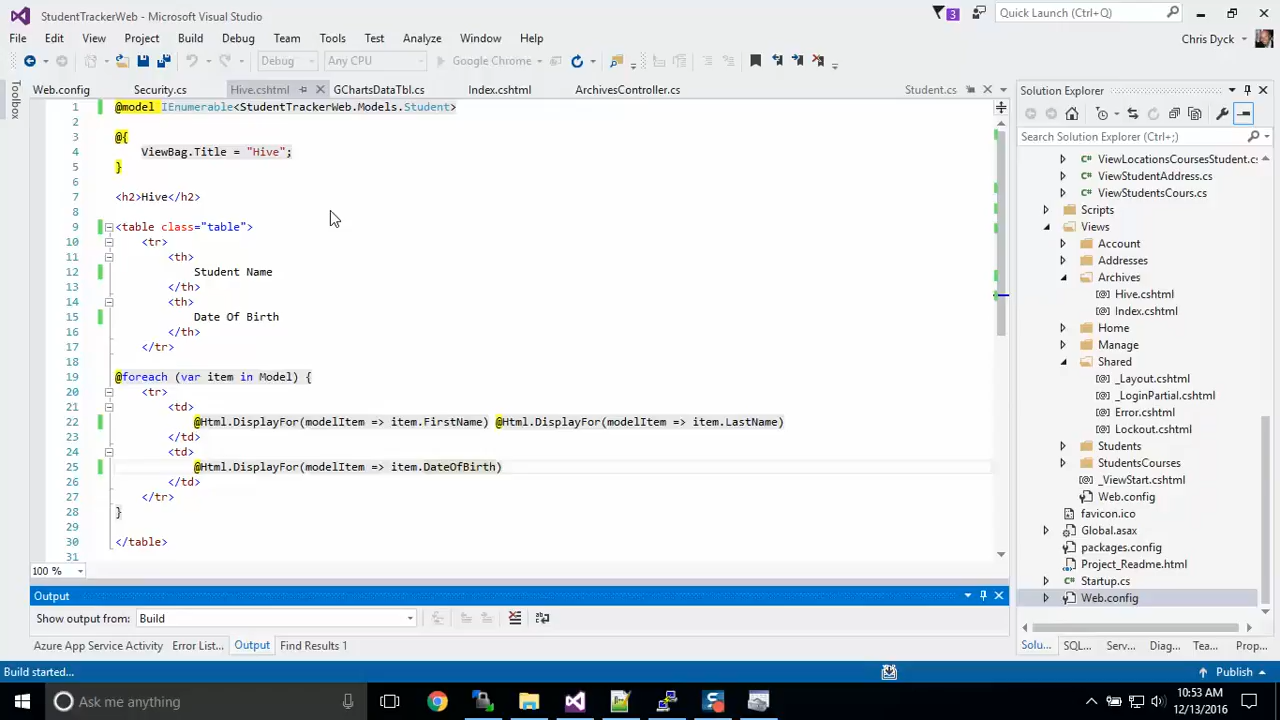 StudentTrackerWeb - Microsoft Visual Studio
3
Quick Launch (Ctrl+Q)
File Edit View Project Build Debug Team Tools Test Analyze Window Help
Chris Dyck
Debug Any CPU Google Chrome
Toolbox
Web.config Security.cs Hive.cshtml GChartsDataTbl.cs Index.cshtml ArchivesController.cs Student.cs
1 @model IEnumerable<StudentTrackerWeb.Models.Student>
2
3 @{
4 ViewBag.Title = "Hive";
5 }
6
7 <h2>Hive</h2>
8
9 <table class="table">
10 <tr>
11 <th>
12 Student Name
13 </th>
14 <th>
15 Date Of Birth
16 </th>
17 </tr>
18
19 @foreach (var item in Model) {
20 <tr>
21 <td>
22 @Html.DisplayFor(modelItem => item.FirstName) @Html.DisplayFor(modelItem => item.LastName)
23 </td>
24 <td>
25 @Html.DisplayFor(modelItem => item.DateOfBirth)
26 </td>
27 </tr>
28 }
29
30 </table>
31
100 %
Solution Explorer
Search Solution Explorer (Ctrl+;)
C# ViewLocationsCoursesStudent.cs
C# ViewStudentAddress.cs
C# ViewStudentsCours.cs
Scripts
Views
Account
Addresses
Archives
[@] Hive.cshtml
[@] Index.cshtml
Home
Manage
Shared
[@] _Layout.cshtml
[@] _LoginPartial.cshtml
[@] Error.cshtml
[@] Lockout.cshtml
Students
StudentsCourses
[@] _ViewStart.cshtml
Web.config
favicon.ico
Global.asax
packages.config
Project_Readme.html
C# Startup.cs
Web.config
Solu... SQL... Serv... Diag... Tea... Prop...
Output
Show output from: Build
Azure App Service Activity Error List... Output Find Results 1
Build started...
Publish
Ask me anything
10:53 AM
12/13/2016